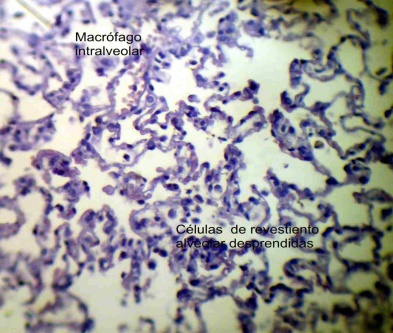 Macrófago
intralveolar
Células de revestiento
alveolar desprendidas